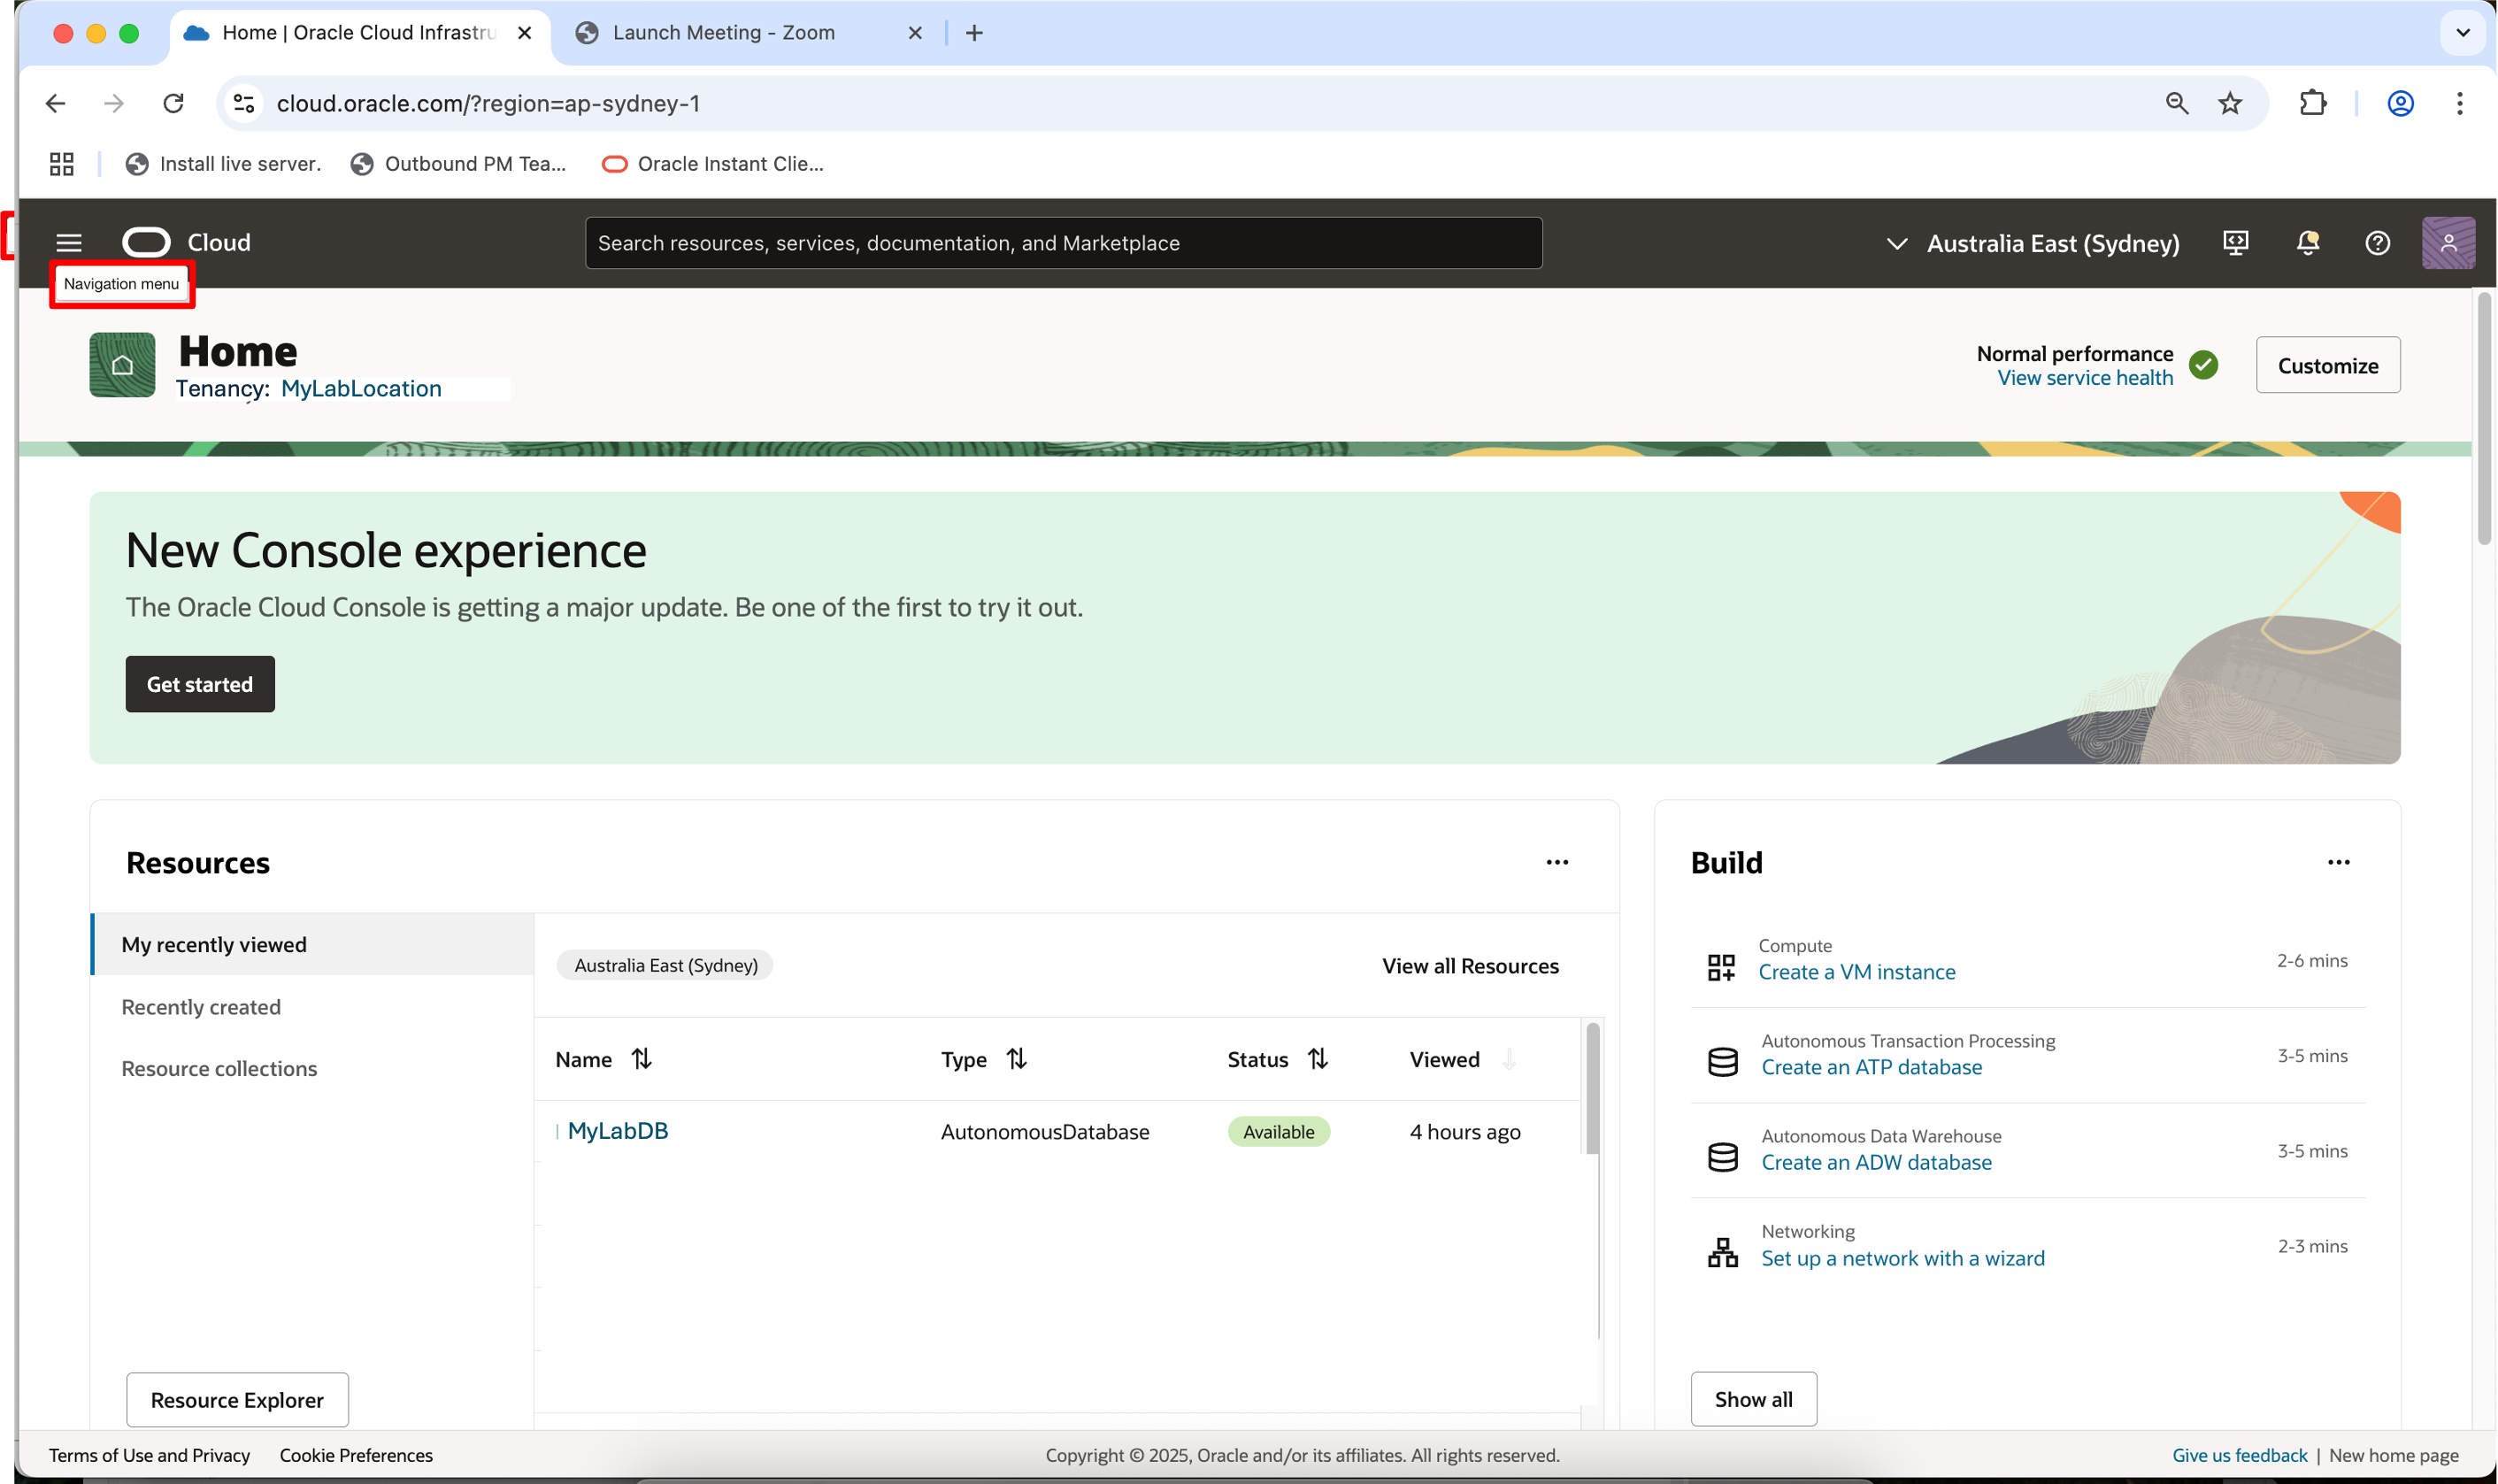 Home | Oracle Cloud Infrastru
Launch Meeting - Zoom
cloud.oracle.com/?region=ap-sydney-1
Install live server.
Outbound PM Tea...
Oracle Instant Clie...
Cloud
Search resources, services, documentation, and Marketplace
Australia East (Sydney)
Navigation menu
Home
Tenancy: MyLabLocation
Normal performance
View service health
Customize
New Console experience
The Oracle Cloud Console is getting a major update. Be one of the first to try it out.
Get started
Resources
My recently viewed
Recently created
Resource collections
Resource Explorer
Australia East (Sydney)
View all Resources
Name Type Status Viewed
MyLabDB AutonomousDatabase Available 4 hours ago
Build
Compute
Create a VM instance
2-6 mins
Autonomous Transaction Processing
Create an ATP database
3-5 mins
Autonomous Data Warehouse
Create an ADW database
3-5 mins
Networking
Set up a network with a wizard
2-3 mins
Show all
Terms of Use and Privacy
Cookie Preferences
Copyright © 2025, Oracle and/or its affiliates. All rights reserved.
Give us feedback | New home page